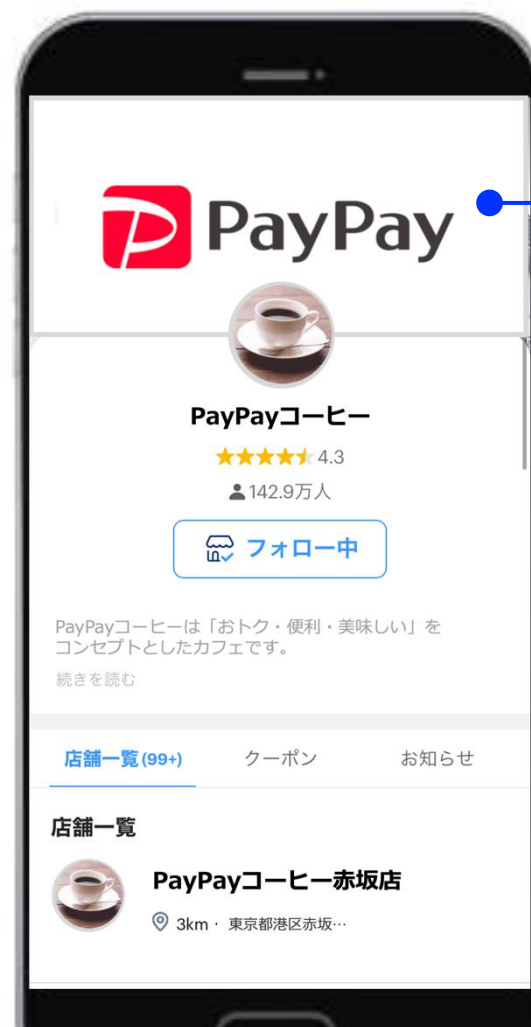 PayPay
PayPayコーヒー
4.3
142.9万人
フォロー中
PayPayコーヒーは「おトク・便利・美味しい」を
コンセプトとしたカフェです。
続きを読む
店舗一覧(99+) クーポン お知らせ
店舗一覧
PayPayコーヒー赤坂店
3km · 東京都港区赤坂…